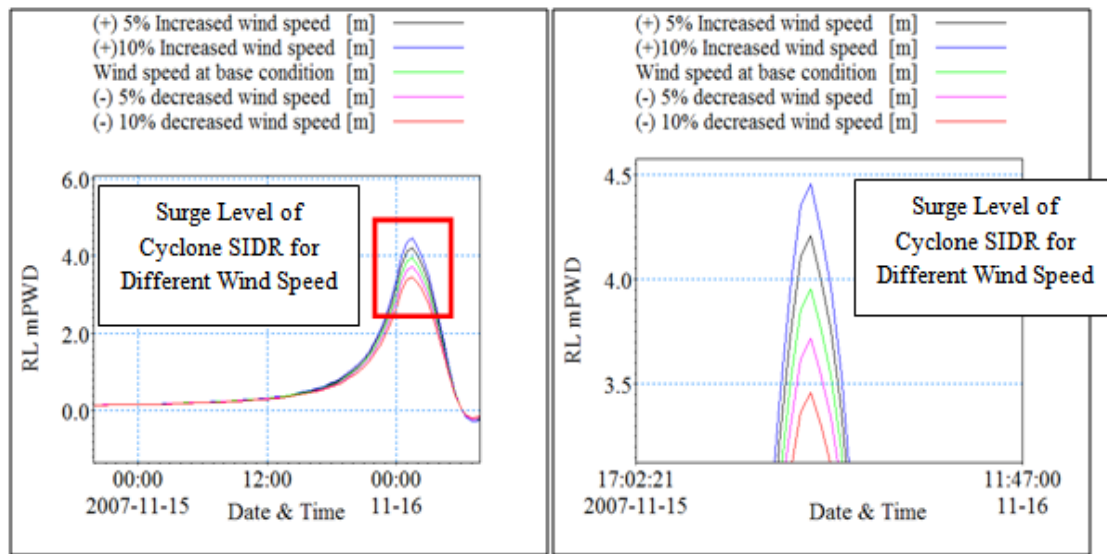 (+) 5% Increased wind speed [m]
(+)10% Increased wind speed [m]
Wind speed at base condition [m]
(-) 5% decreased wind speed [m]
(-) 10% decreased wind speed [m]
6.0
4.0
2.0
0.0
RL mPWD
Surge Level of
Cyclone SIDR for
Different Wind Speed
00:00
12:00
00:00
2007-11-15
11-16
Date & Time
(+) 5% Increased wind speed [m]
(+)10% Increased wind speed [m]
Wind speed at base condition [m]
(-) 5% decreased wind speed [m]
(-) 10% decreased wind speed [m]
4.5
4.0
3.5
RL mPWD
Surge Level of
Cyclone SIDR for
Different Wind Speed
17:02:21
11:47:00
2007-11-15
11-16
Date & Time